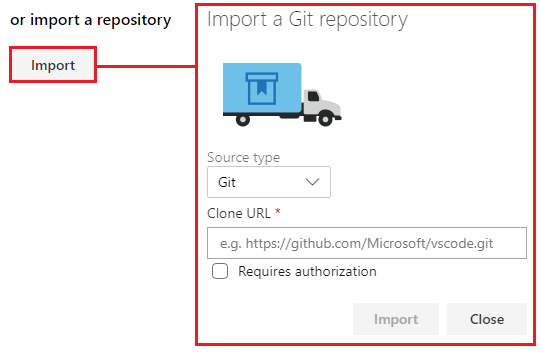 or import a repository
Import
Import a Git repository
Source type
Git
Clone URL *
e.g. https://github.com/Microsoft/vscode.git
Requires authorization
Import Close